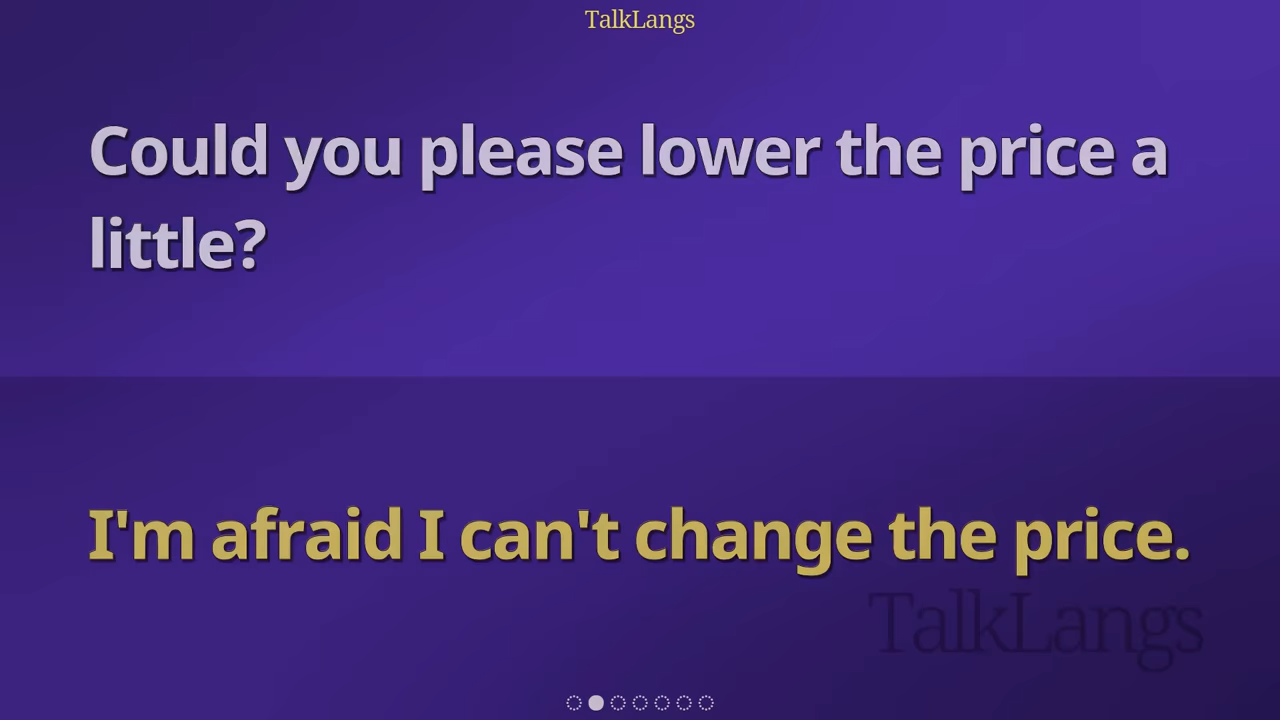 TalkLangs
Could you please lower the price a
little?
I'm afraid I can't change the price.
TalkLangs